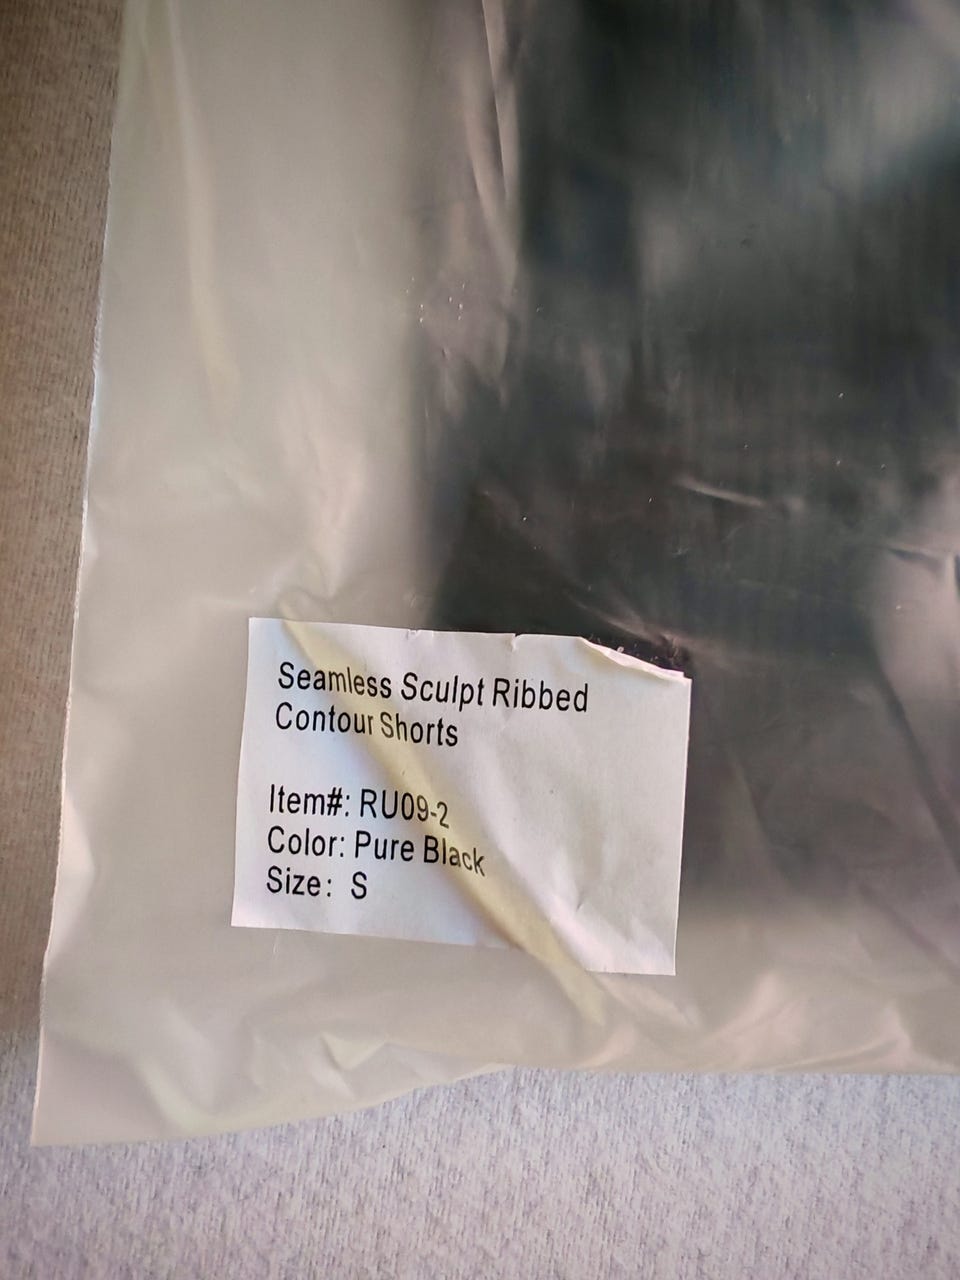 Seamless Sculpt Ribbed
Contour Shorts
Item#: RU09-2
Color: Pure Black
Size: S